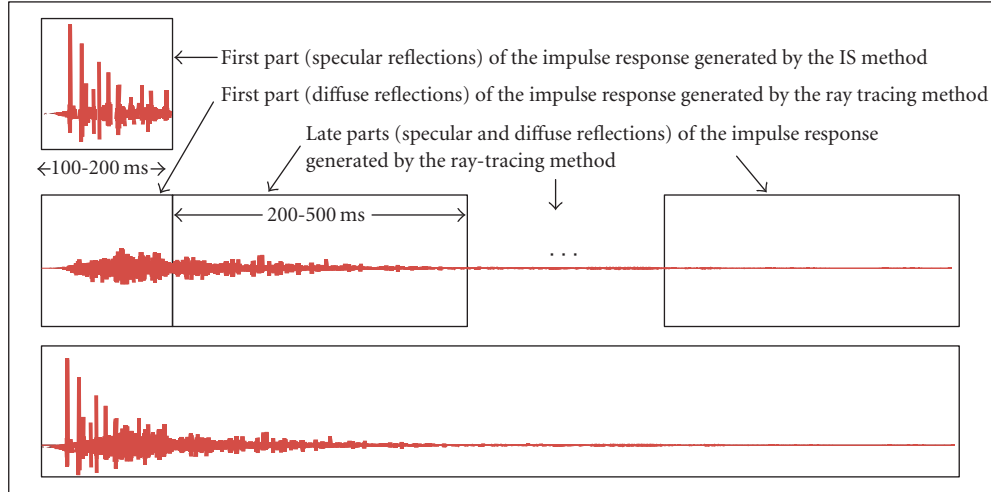 First part (specular reflections) of the impulse response generated by the IS method
First part (diffuse reflections) of the impulse response generated by the ray tracing method
Late parts (specular and diffuse reflections) of the impulse response
generated by the ray-tracing method
100-200 ms
200-500 ms
. . .